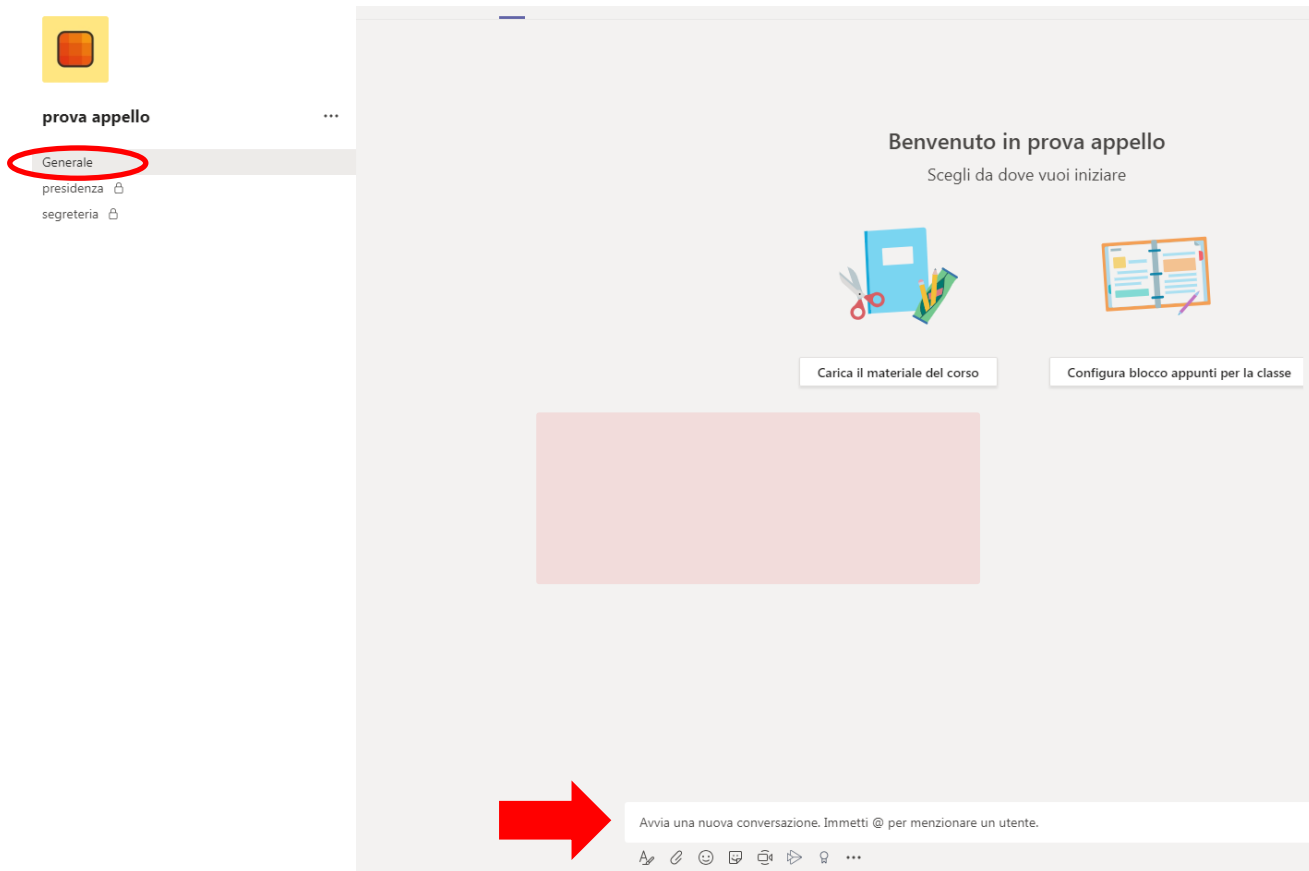 prova appello
Generale
presidenza
segreteria
Benvenuto in prova appello
Scegli da dove vuoi iniziare
Carica il materiale del corso
Configura blocco appunti per la classe
Avvia una nuova conversazione. Immetti @ per menzionare un utente.